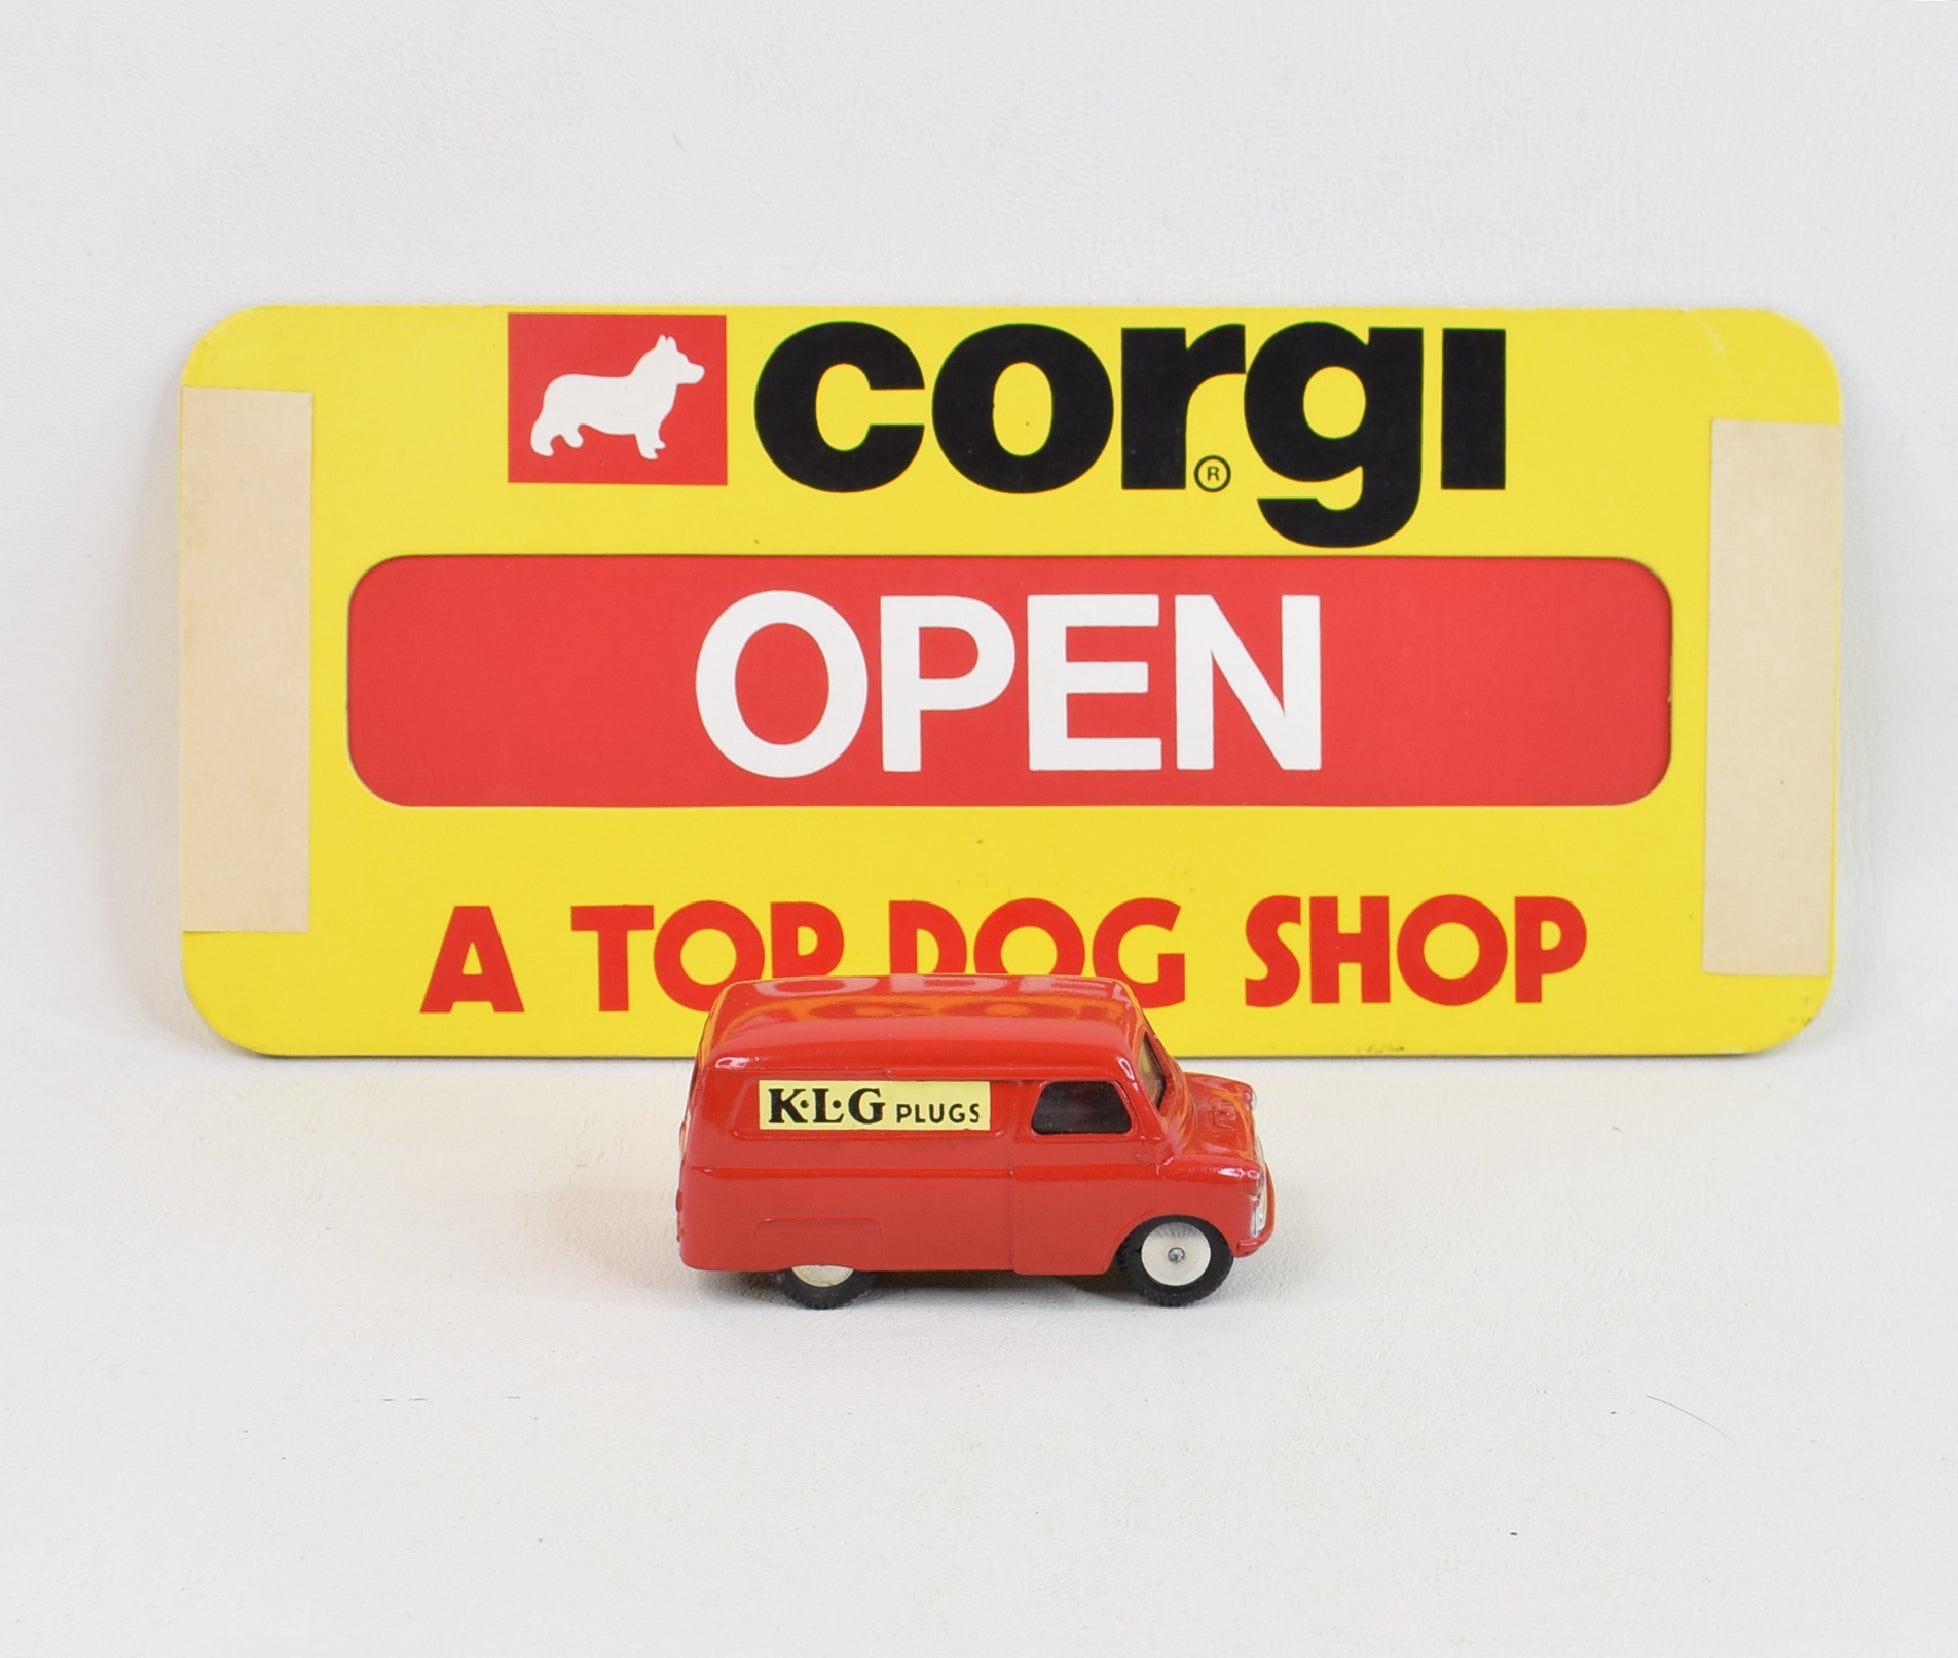 corgi ®
OPEN
A TOP DOG SHOP
K·L·G PLUGS